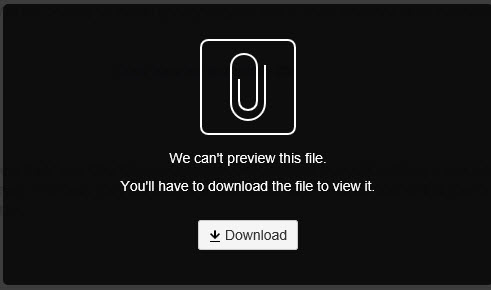 We can't preview this file.
You'll have to download the file to view it.
Download